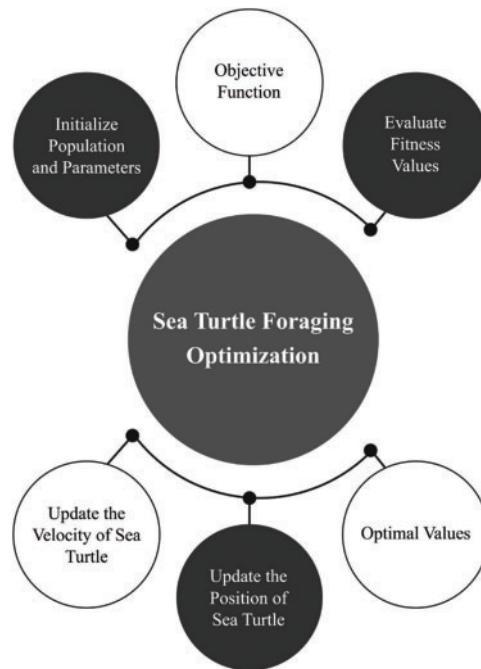 Initialize
Population
and Parameters
Objective
Function
Evaluate
Fitness
Values
Sea Turtle Foraging
Optimization
Update the
Velocity of Sea
Turtle
Update the
Position of
Sea Turtle
Optimal Values